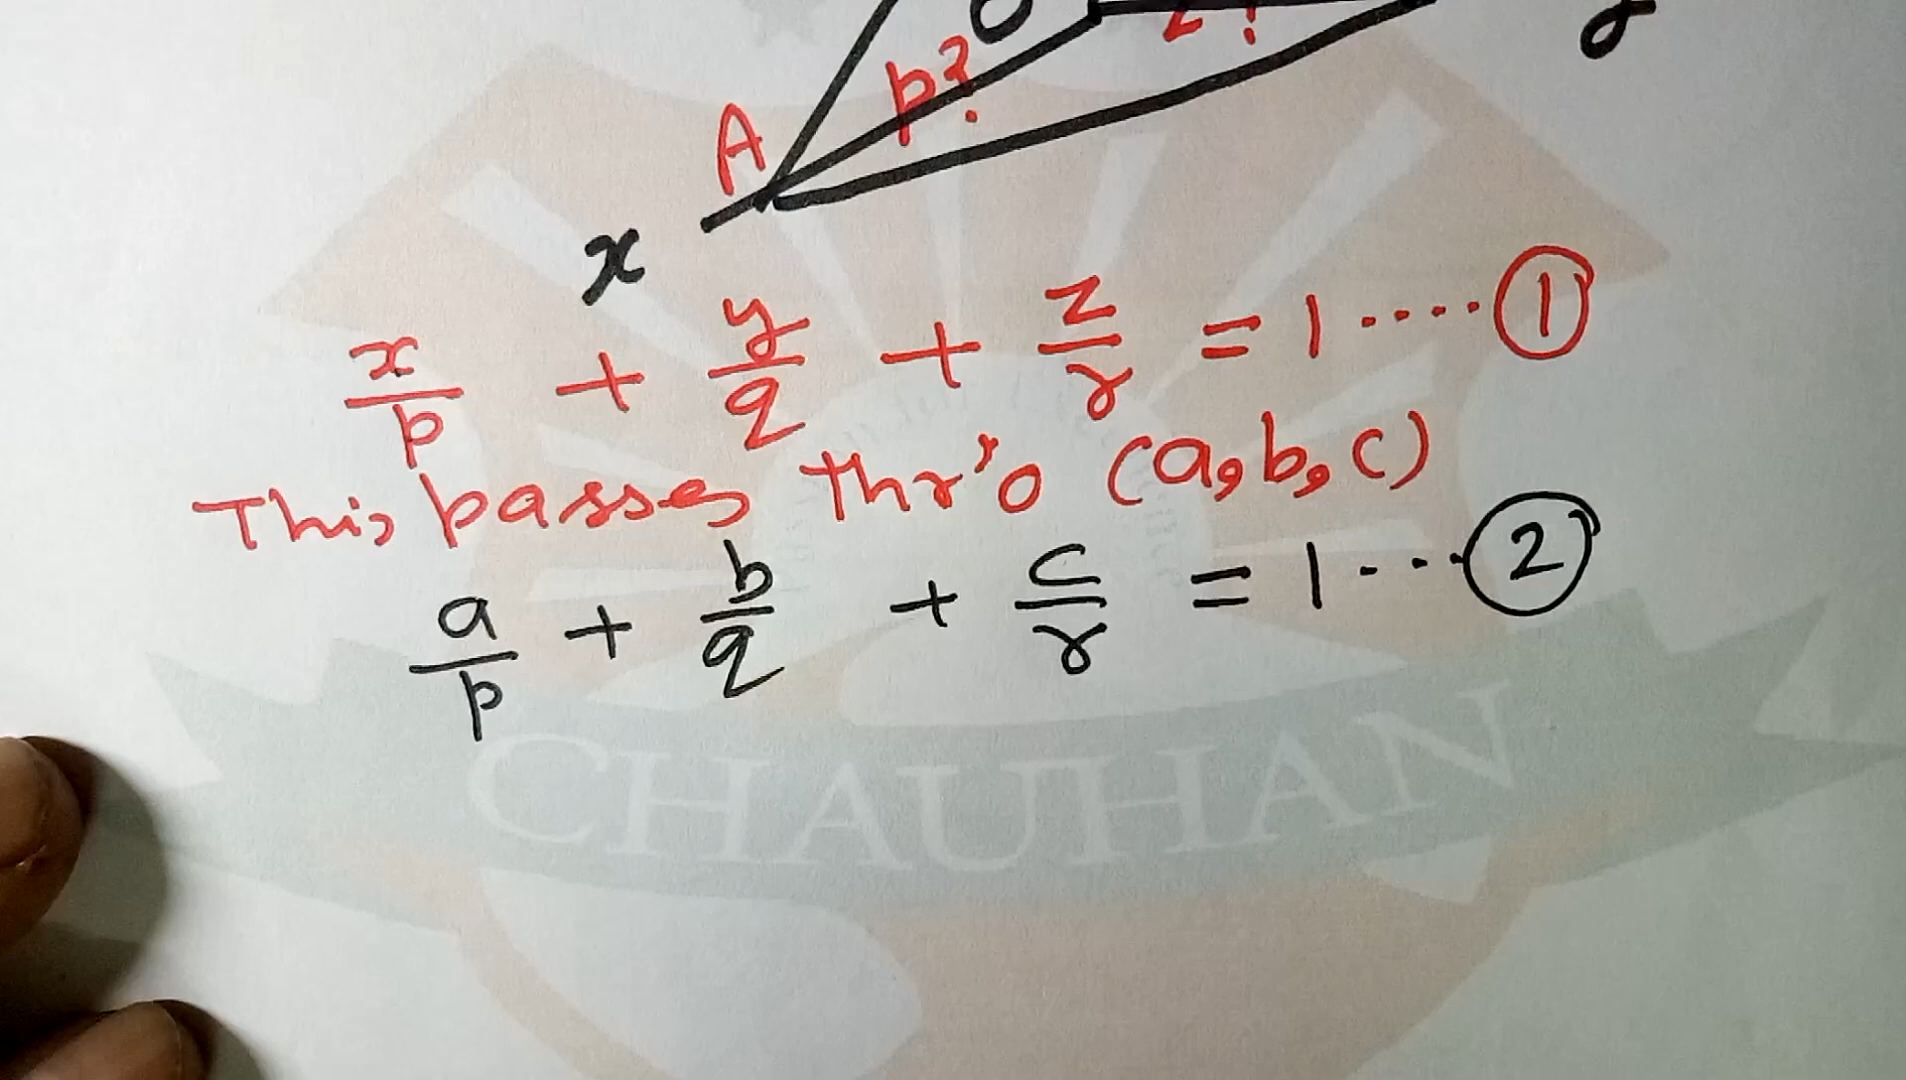 p?
A
x
x/p + y/q + z/r = 1 ····· ①
This passes thr'o (a, b, c)
a/p + b/q + c/r = 1 ··· ②
CHAUHAN